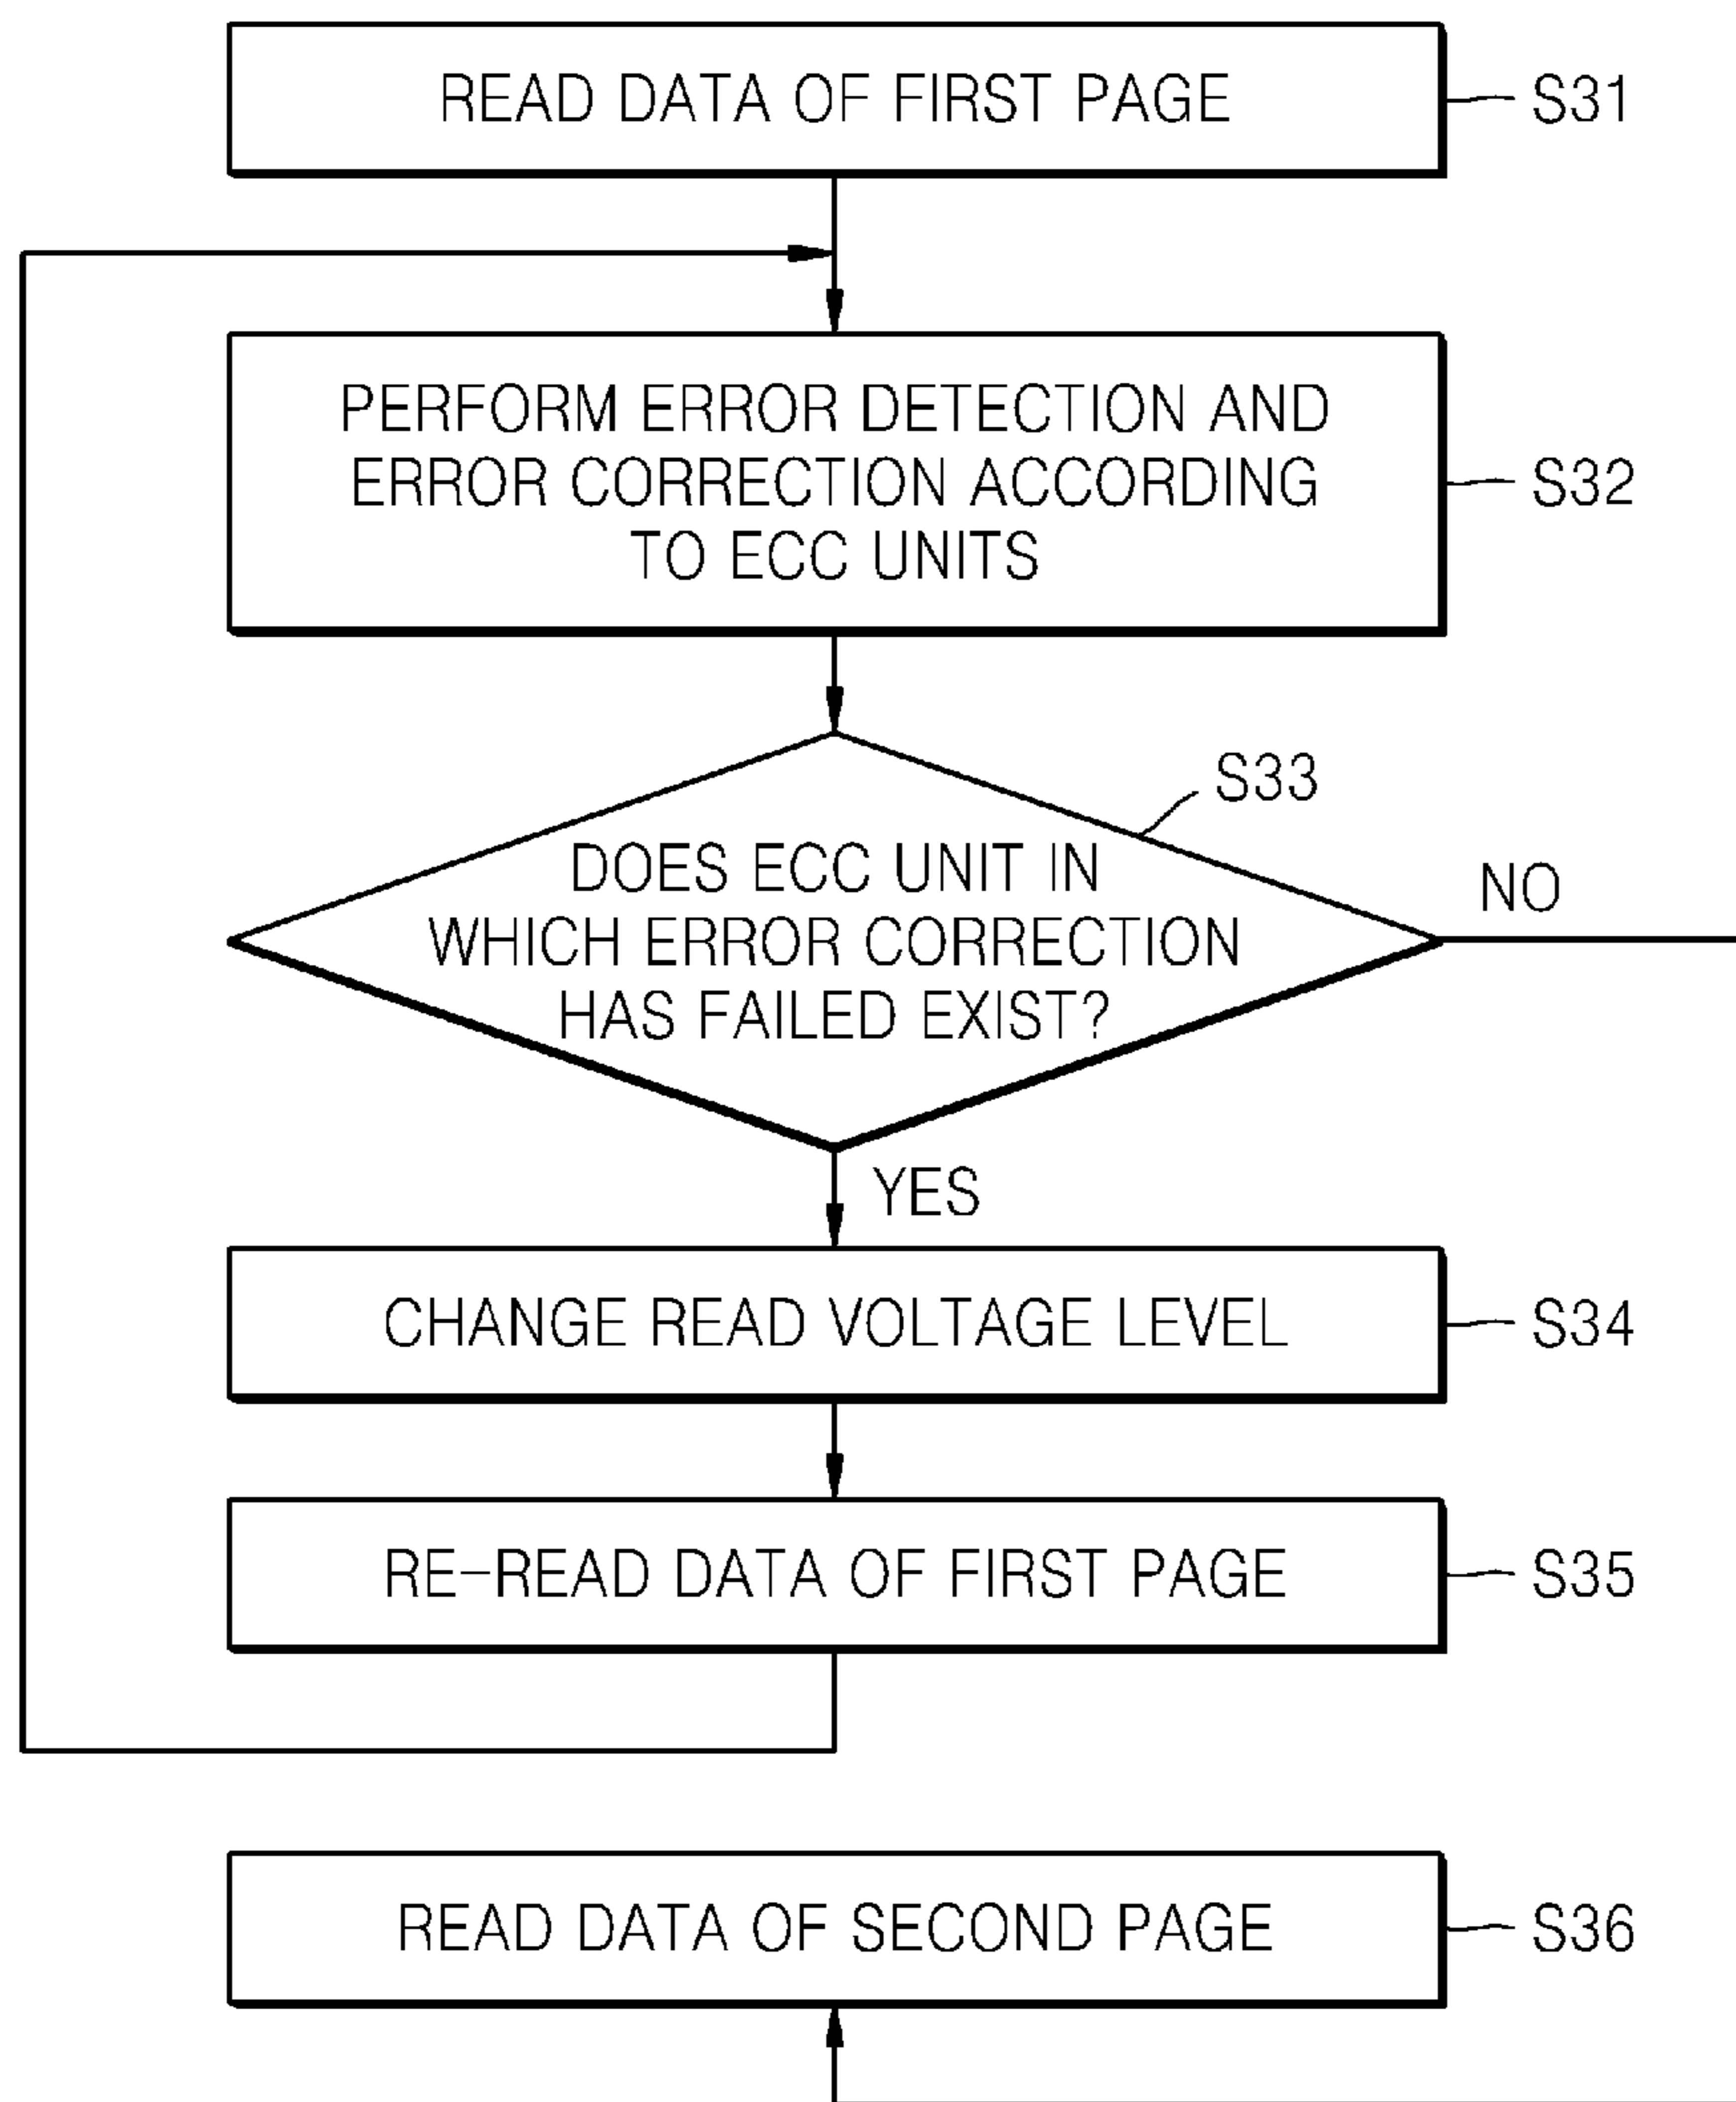 READ DATA OF FIRST PAGE
S31
PERFORM ERROR DETECTION AND
ERROR CORRECTION ACCORDING
TO ECC UNITS
S32
S33
DOES ECC UNIT IN
WHICH ERROR CORRECTION
HAS FAILED EXIST?
NO
YES
CHANGE READ VOLTAGE LEVEL
S34
RE-READ DATA OF FIRST PAGE
S35
READ DATA OF SECOND PAGE
S36